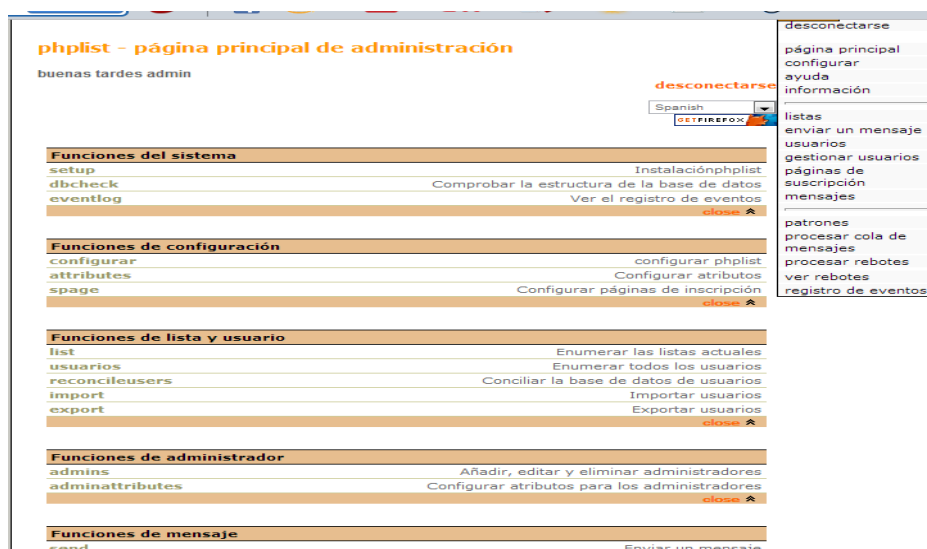 phplist - página principal de administración
buenas tardes admin
desconectarse
Spanish
GETFIREFOX
Funciones del sistema
setup Instalaciónphplist
dbcheck Comprobar la estructura de la base de datos
eventlog Ver el registro de eventos
close
Funciones de configuración
configurar configurar phplist
attributes Configurar atributos
spage Configurar páginas de inscripción
close
Funciones de lista y usuario
list Enumerar las listas actuales
usuarios Enumerar todos los usuarios
reconcileusers Conciliar la base de datos de usuarios
import Importar usuarios
export Exportar usuarios
close
Funciones de administrador
admins Añadir, editar y eliminar administradores
adminattributes Configurar atributos para los administradores
close
Funciones de mensaje
send Enviar un mensaje
desconectarse
página principal
configurar
ayuda
información
listas
enviar un mensaje
usuarios
gestionar usuarios
páginas de
suscripción
mensajes
patrones
procesar cola de
mensajes
procesar rebotes
ver rebotes
registro de eventos